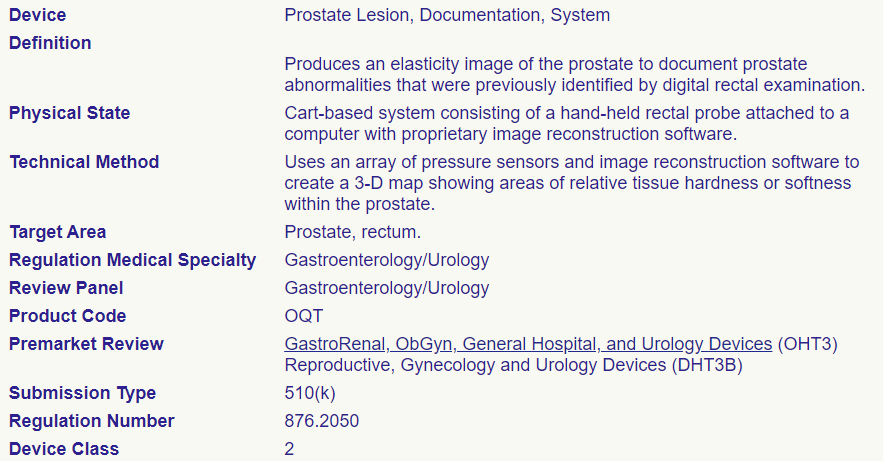 Device Prostate Lesion, Documentation, System
Definition
Produces an elasticity image of the prostate to document prostate
abnormalities that were previously identified by digital rectal examination.
Physical State Cart-based system consisting of a hand-held rectal probe attached to a
computer with proprietary image reconstruction software.
Technical Method Uses an array of pressure sensors and image reconstruction software to
create a 3-D map showing areas of relative tissue hardness or softness
within the prostate.
Target Area Prostate, rectum.
Regulation Medical Specialty Gastroenterology/Urology
Review Panel Gastroenterology/Urology
Product Code OQT
Premarket Review GastroRenal, ObGyn, General Hospital, and Urology Devices (OHT3)
Reproductive, Gynecology and Urology Devices (DHT3B)
Submission Type 510(k)
Regulation Number 876.2050
Device Class 2